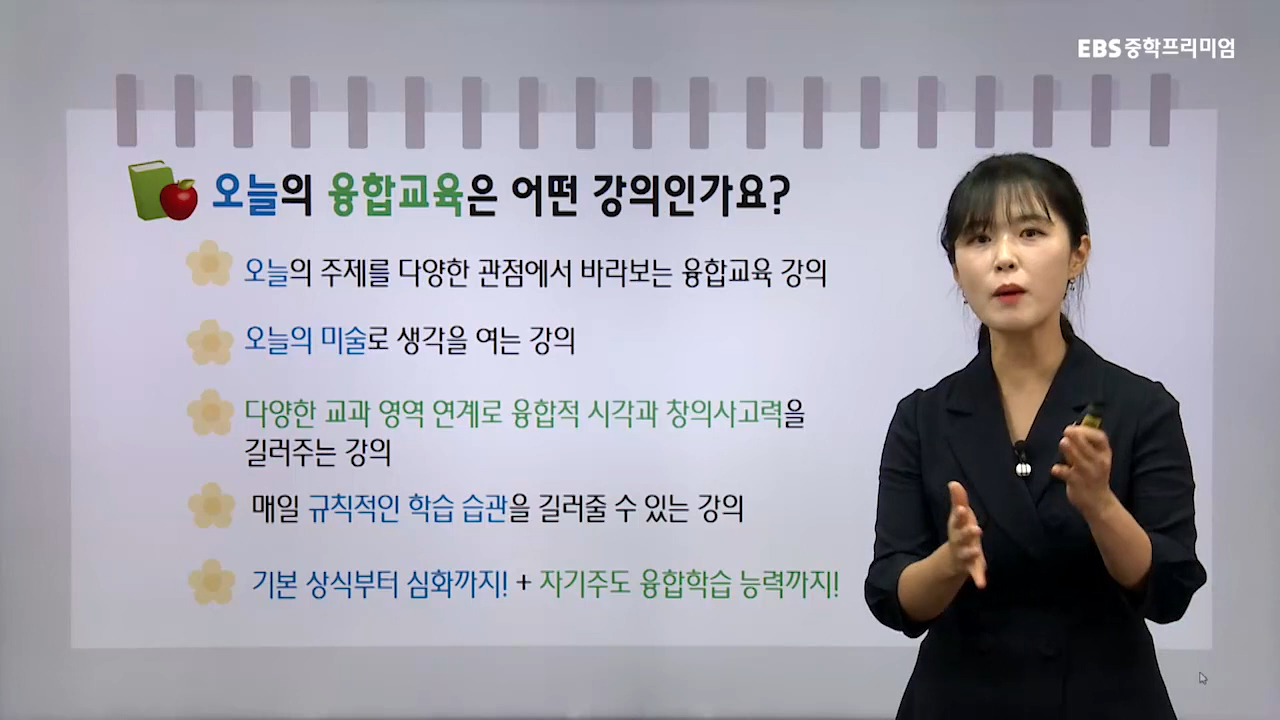 EBS 중학프리미엄
오늘의 융합교육은 어떤 강의인가요?
오늘의 주제를 다양한 관점에서 바라보는 융합교육 강의
오늘의 미술로 생각을 여는 강의
다양한 교과 영역 연계로 융합적 시각과 창의사고력을
길러주는 강의
매일 규칙적인 학습 습관을 길러줄 수 있는 강의
기본 상식부터 심화까지! + 자기주도 융합학습 능력까지!